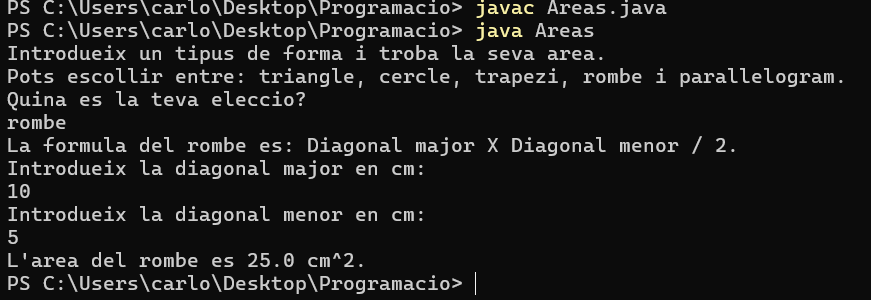 PS C:\Users\carlo\Desktop\Programacio> javac Areas.java
PS C:\Users\carlo\Desktop\Programacio> java Areas
Introdueix un tipus de forma i troba la seva area.
Pots escollir entre: triangle, cercle, trapezi, rombe i parallelogram.
Quina es la teva eleccio?
rombe
La formula del rombe es: Diagonal major X Diagonal menor / 2.
Introdueix la diagonal major en cm:
10
Introdueix la diagonal menor en cm:
5
L'area del rombe es 25.0 cm^2.
PS C:\Users\carlo\Desktop\Programacio>